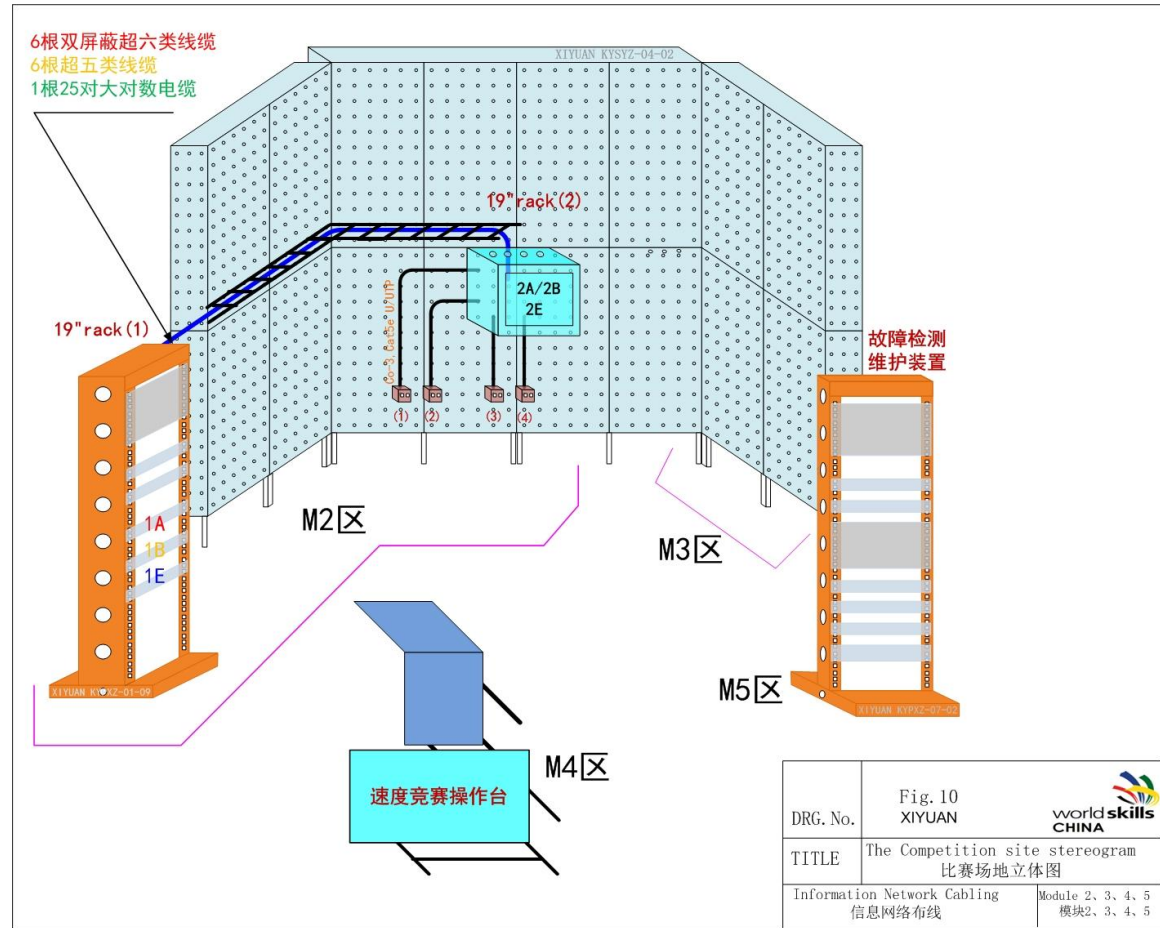 6根双屏蔽超六类线缆
6根超五类线缆
1根25对大对数电缆
XIYUAN KYSYZ-04-02
19"rack(2)
2A/2B
2E
Co-3,Cat5e U/UTP
19"rack(1)
(1)
(2)
(3)
(4)
故障检测
维护装置
1A
1B
1E
M2区
M3区
XIYUAN KYPXZ-01-09
M5区
XIYUAN KYPXZ-07-02
M4区
速度竞赛操作台
DRG. No.
Fig. 10
XIYUAN
worldskills
CHINA
TITLE
The Competition site stereogram
比赛场地立体图
Information Network Cabling
信息网络布线
Module 2、3、4、5
模块2、3、4、5